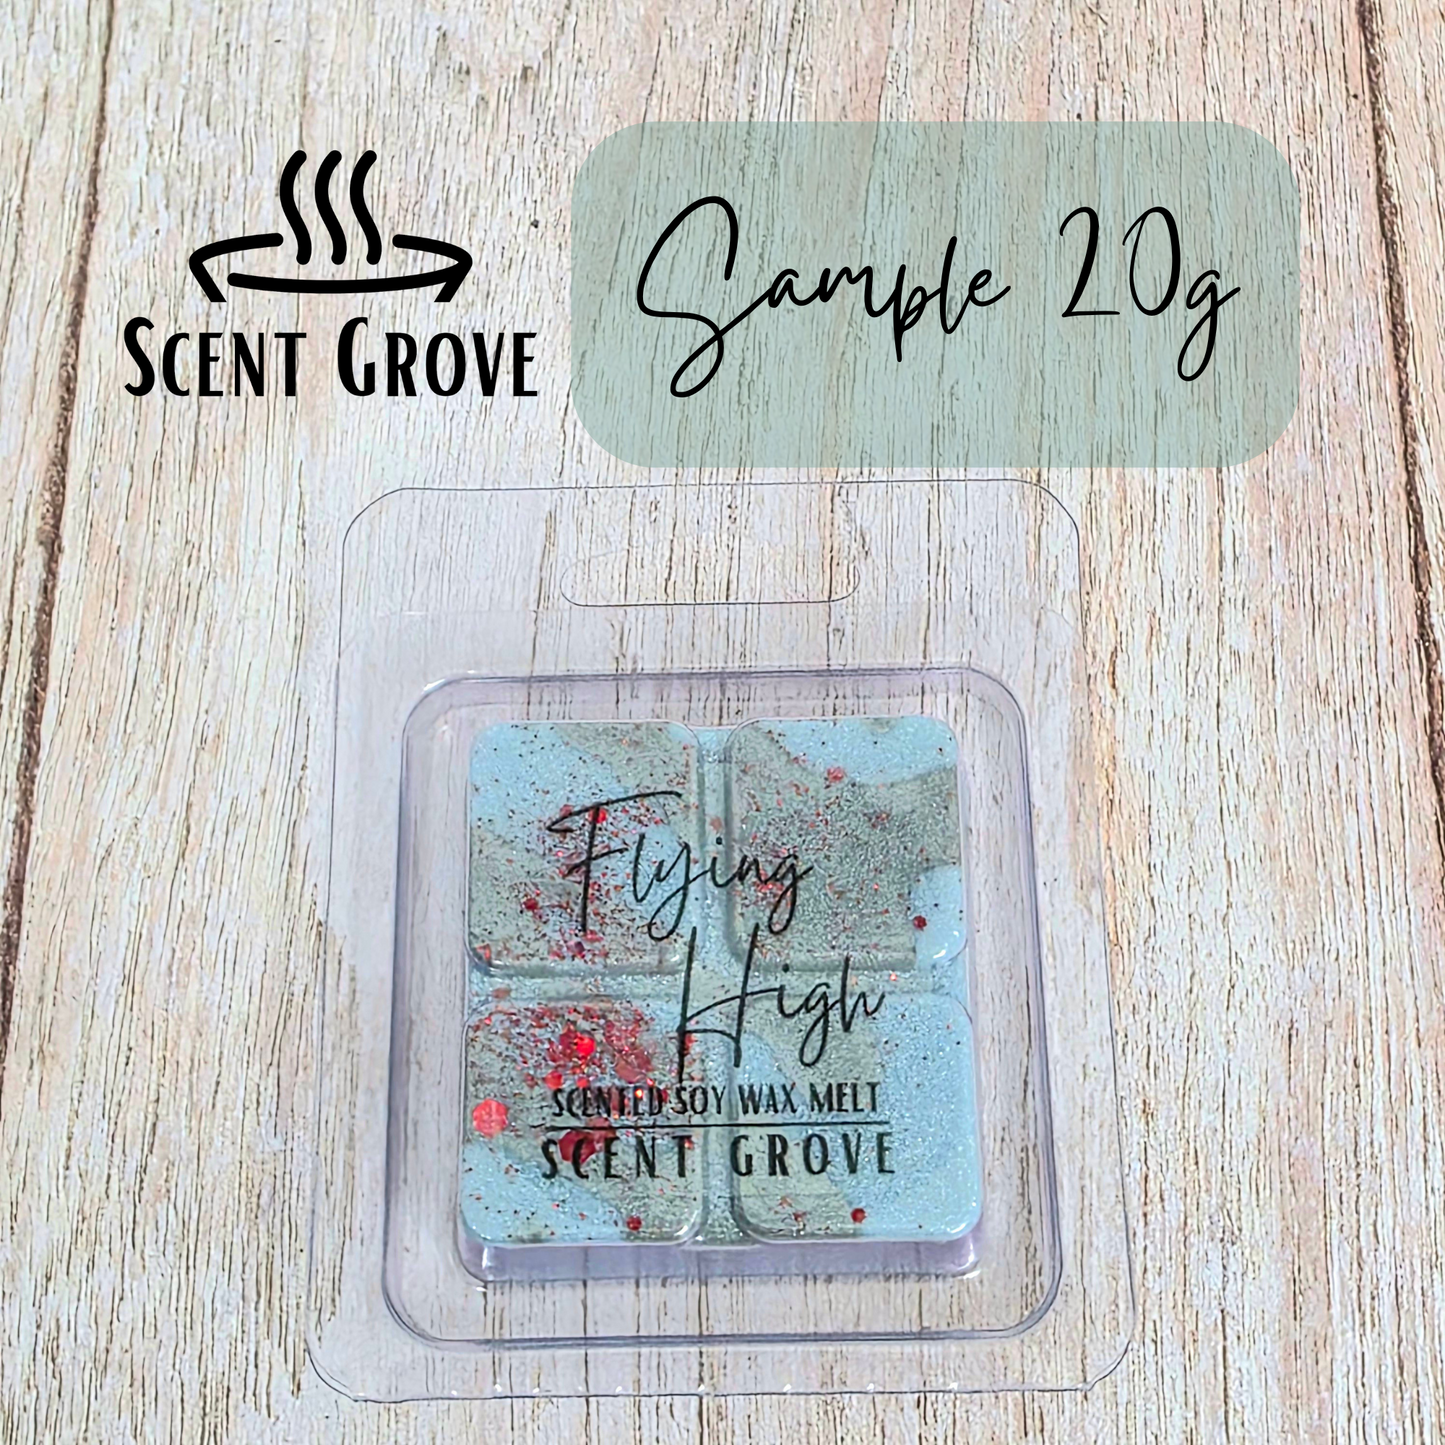 SCENT GROVE
Sample 20g
Flying
High
SCENTED SOY WAX MELT
SCENT GROVE